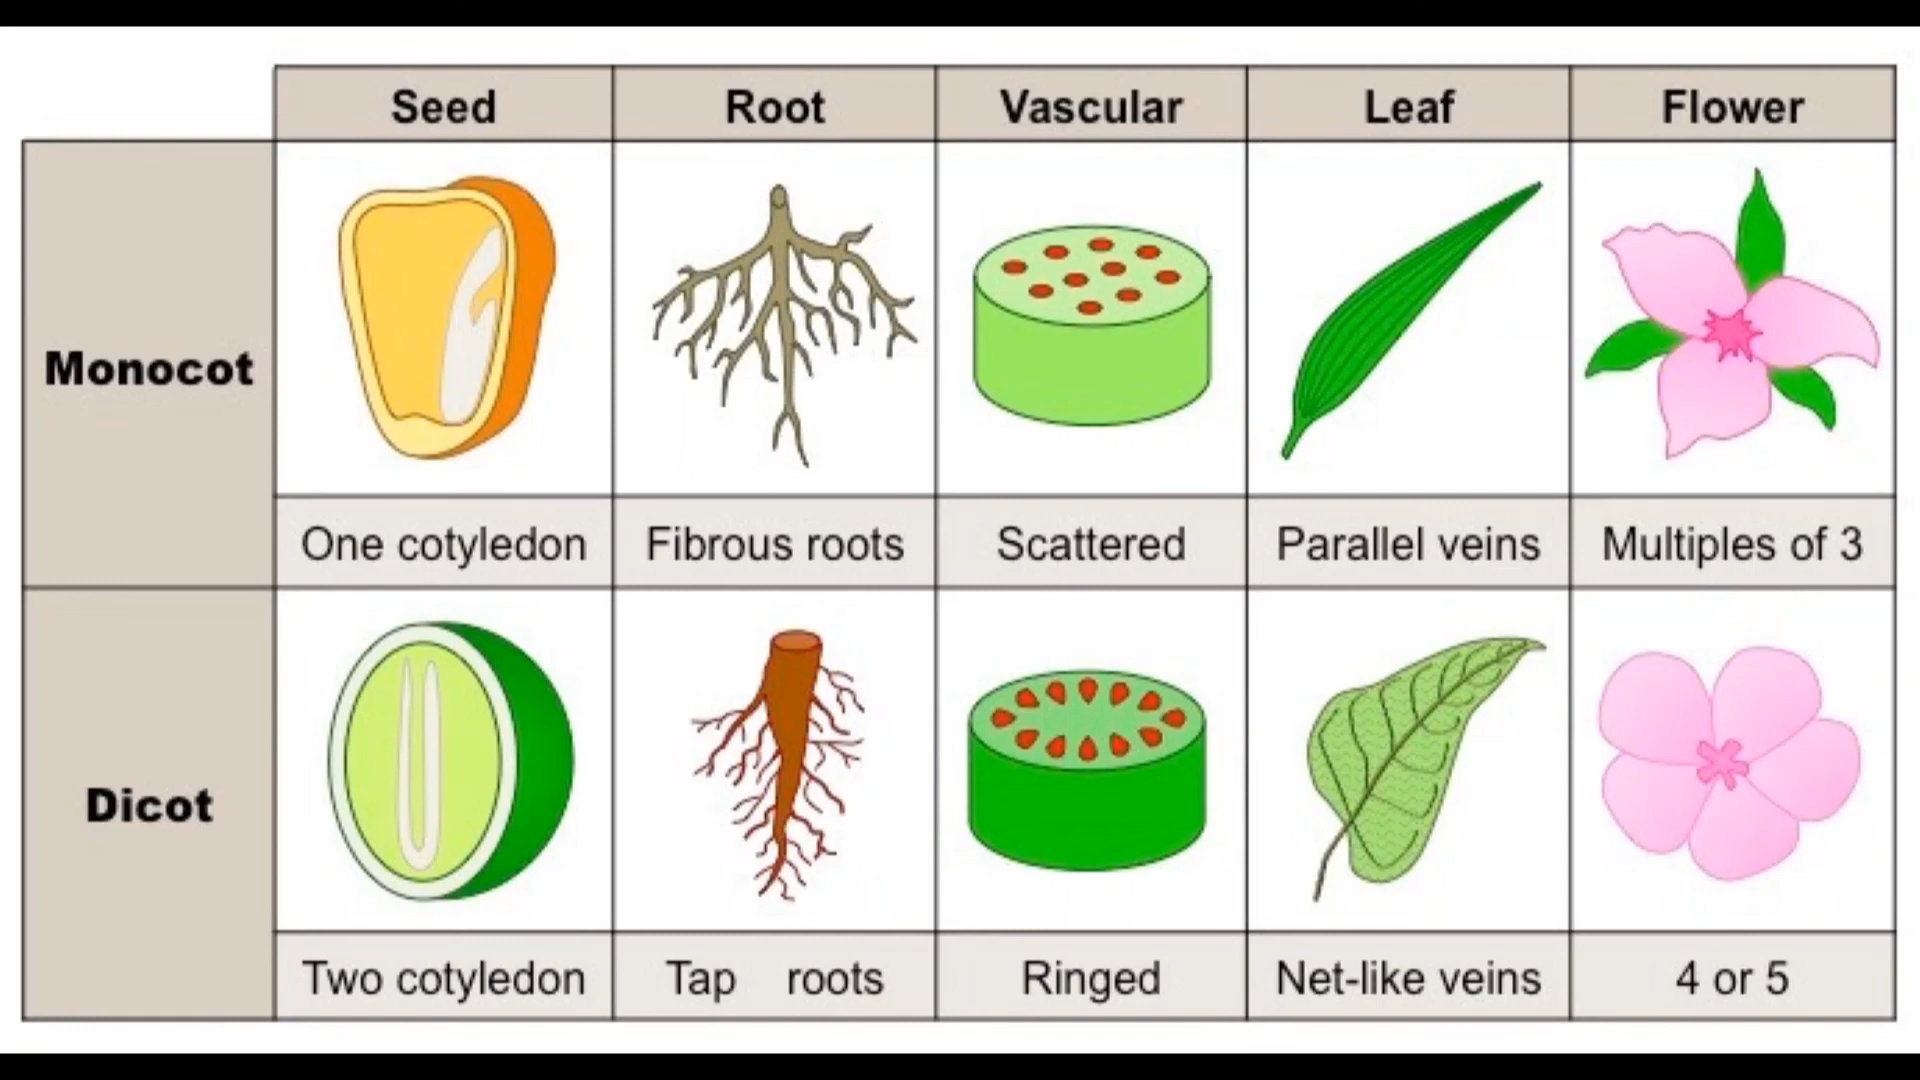 Seed Root Vascular Leaf Flower
Monocot
One cotyledon Fibrous roots Scattered Parallel veins Multiples of 3
Dicot
Two cotyledon Tap roots Ringed Net-like veins 4 or 5